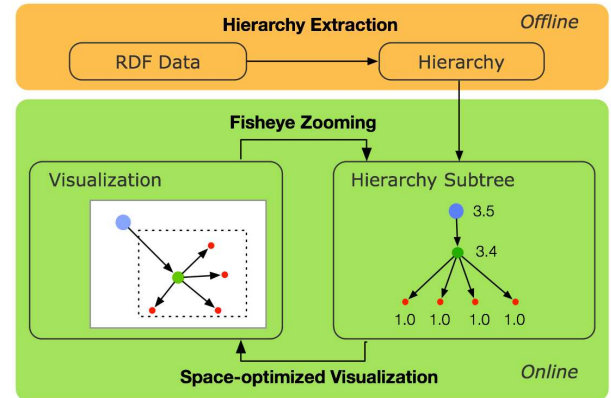 Hierarchy Extraction
Offline
RDF Data
Hierarchy
Fisheye Zooming
Visualization
Hierarchy Subtree
3.5
3.4
1.0 1.0 1.0 1.0
Space-optimized Visualization
Online